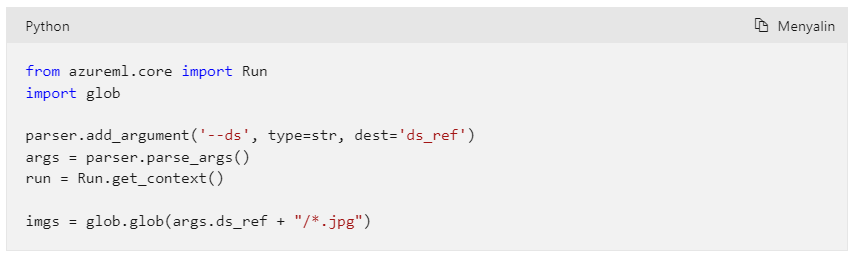 Python
Menyalin
from azureml.core import Run
import glob
parser.add_argument('--ds', type=str, dest='ds_ref')
args = parser.parse_args()
run = Run.get_context()
imgs = glob.glob(args.ds_ref + "/*.jpg")